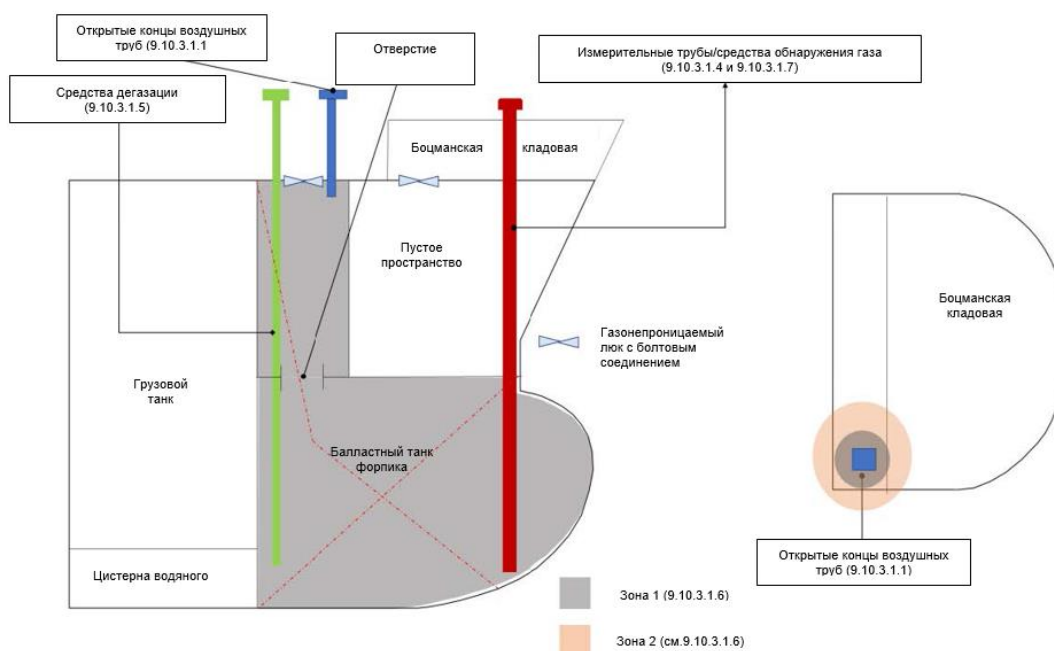 Открытые концы воздушных
труб (9.10.3.1.1
Отверстие
Измерительные трубы/средства обнаружения газа
(9.10.3.1.4 и 9.10.3.1.7)
Средства дегазации
(9.10.3.1.5)
Боцманская кладовая
Пустое
пространство
Боцманская
кладовая
Газонепроницаемый
люк с болтовым
соединением
Грузовой
танк
Балластный танк
форпика
Открытые концы воздушных
труб (9.10.3.1.1)
Цистерна водяного
Зона 1 (9.10.3.1.6)
Зона 2 (см.9.10.3.1.6)